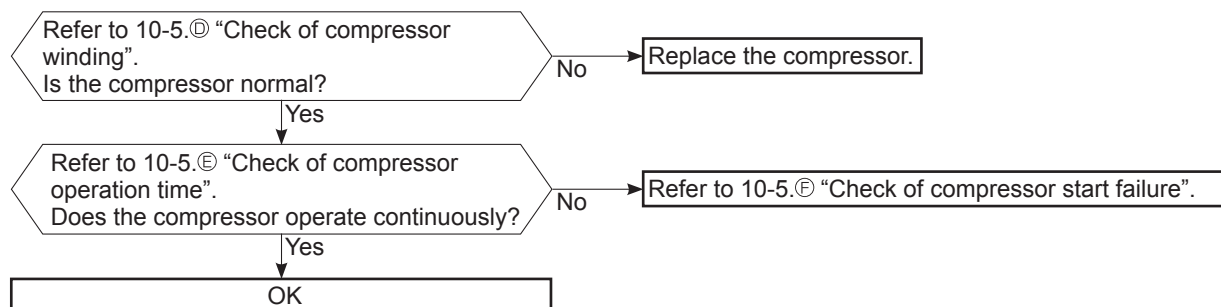 Refer to 10-5.Ⓓ “Check of compressor
winding”.
Is the compressor normal?
No
Replace the compressor.
Yes
Refer to 10-5.Ⓔ “Check of compressor
operation time”.
Does the compressor operate continuously?
No
Refer to 10-5.Ⓕ “Check of compressor start failure”.
Yes
OK